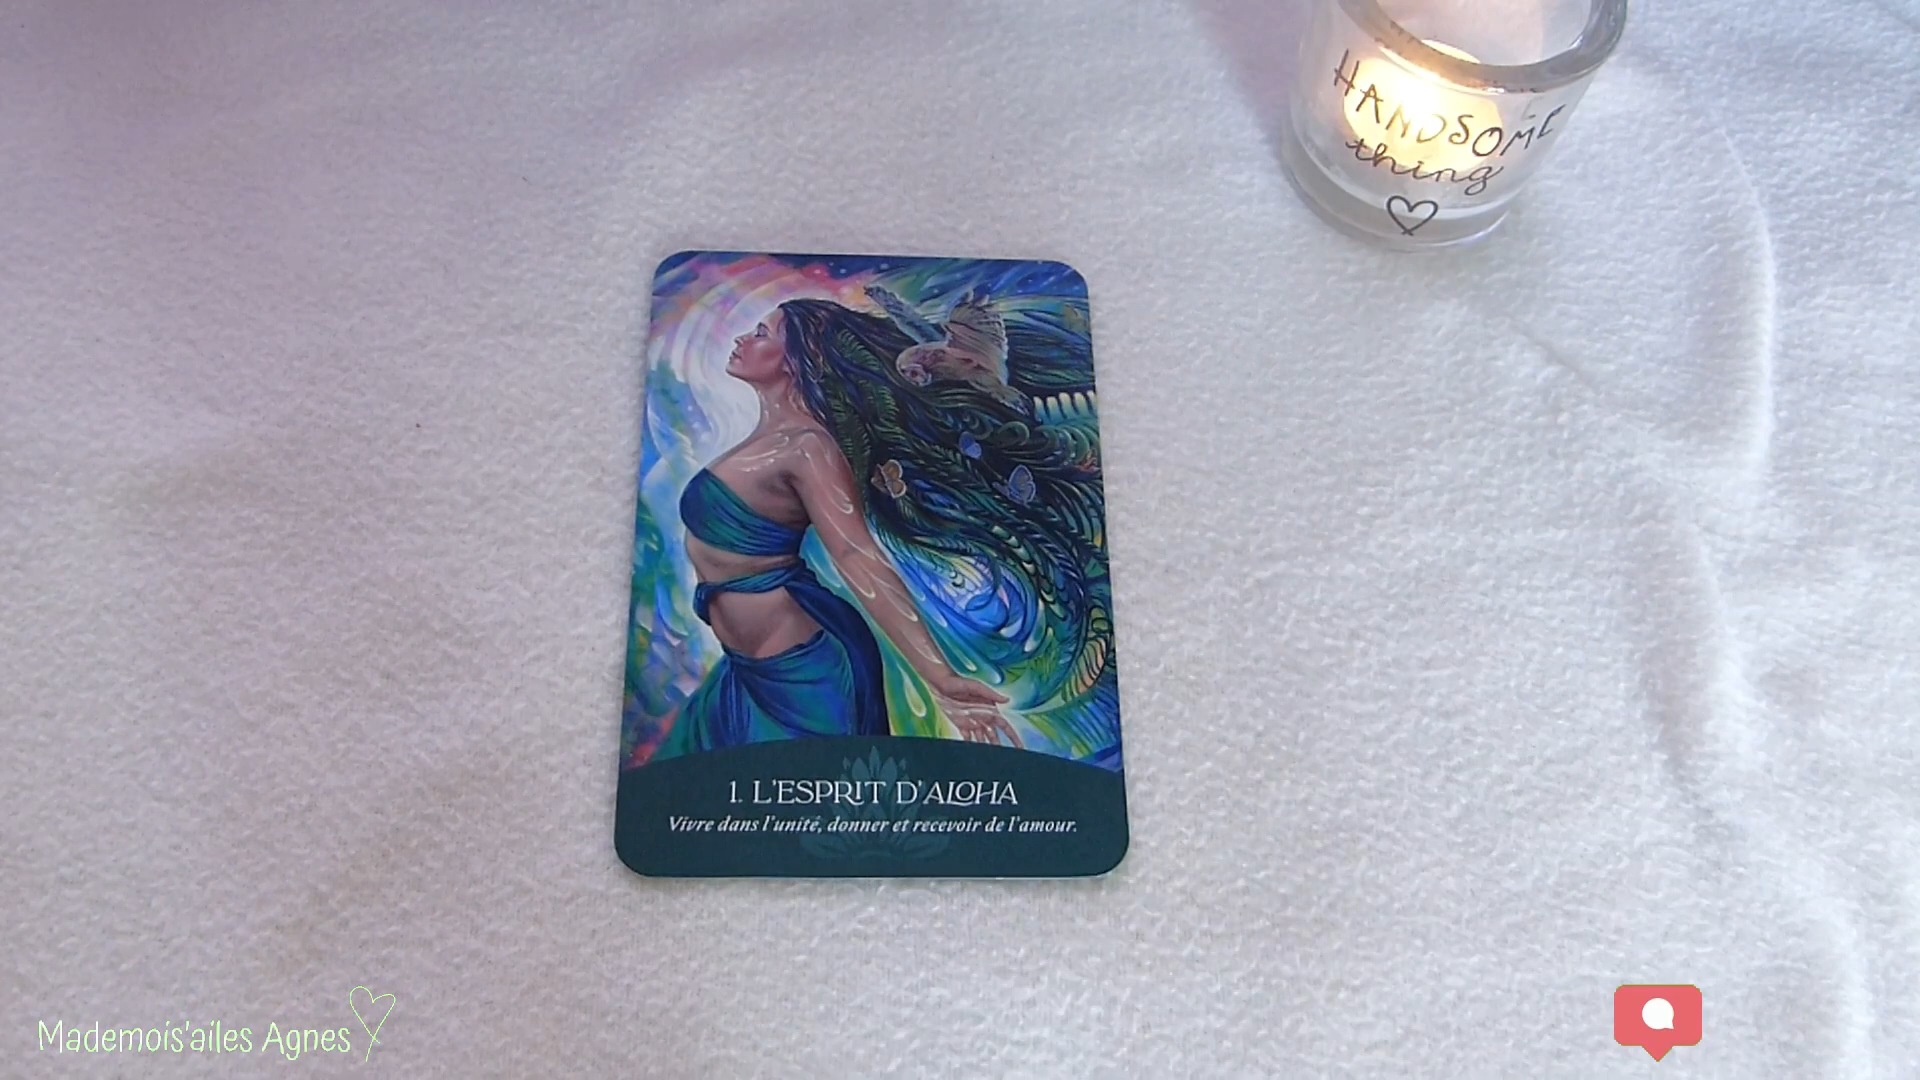 HANDSOME
thing
1. L'ESPRIT D'ALOHA
Vivre dans l'unité, donner et recevoir de l'amour.
Mademois'ailes Agnes